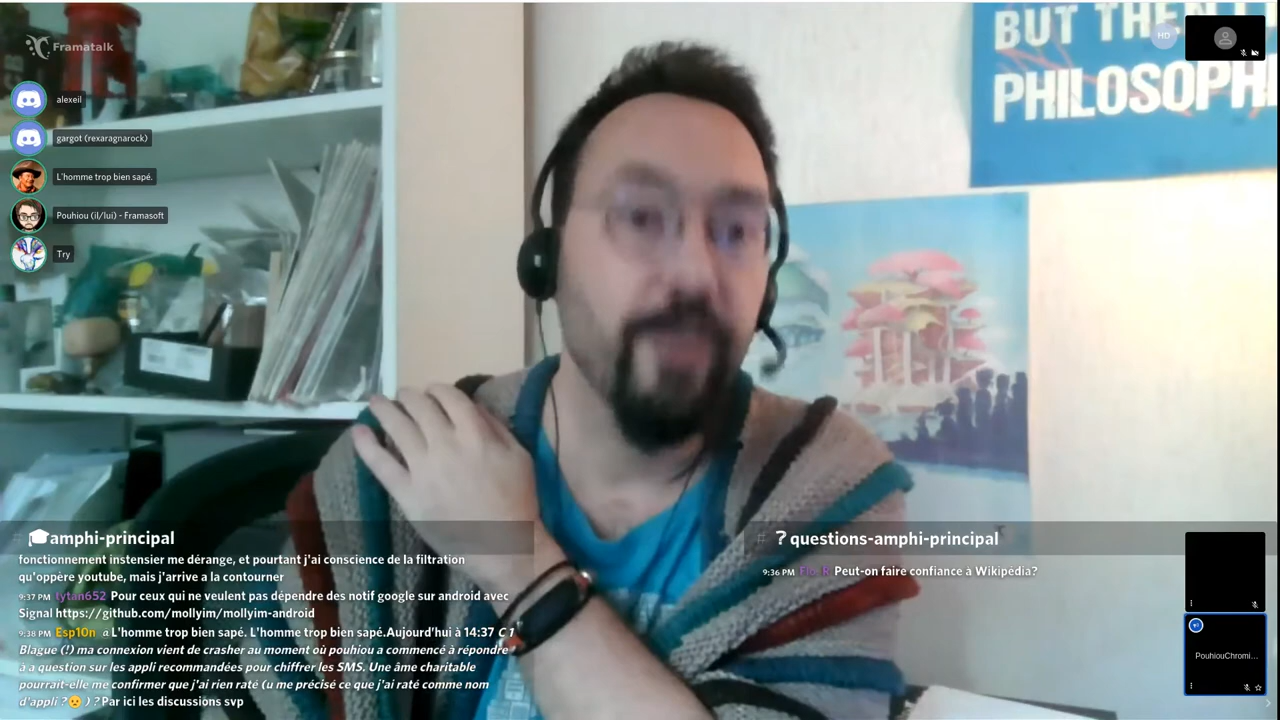 Framatalk
BUT THEN
PHILOSOPH
HD
alexeil
gargot (rexaragnarock)
L'homme trop bien sapé.
Pouhiou (il/lui) - Framasoft
Try
# 🎓amphi-principal
fonctionnement instensier me dérange, et pourtant j'ai conscience de la filtration
qu'oppère youtube, mais j'arrive a la contourner
9:37 PM tytan652 Pour ceux qui ne veulent pas dépendre des notif google sur android avec
Signal https://github.com/mollyim/mollyim-android
9:38 PM Esp10n a L'homme trop bien sapé. L'homme trop bien sapé.Aujourd'hui à 14:37 C 1
Blague (!) ma connexion vient de crasher au moment où pouhiou a commencé à répondre
à a question sur les appli recommandées pour chiffrer les SMS. Une âme charitable
pourrait-elle me confirmer que j'ai rien raté (u me précisé ce que j'ai raté comme nom
d'appli ? 😟 ) ? Par ici les discussions svp
# ? questions-amphi-principal
9:36 PM Flo_R Peut-on faire confiance à Wikipédia?
PouhiouChromi...